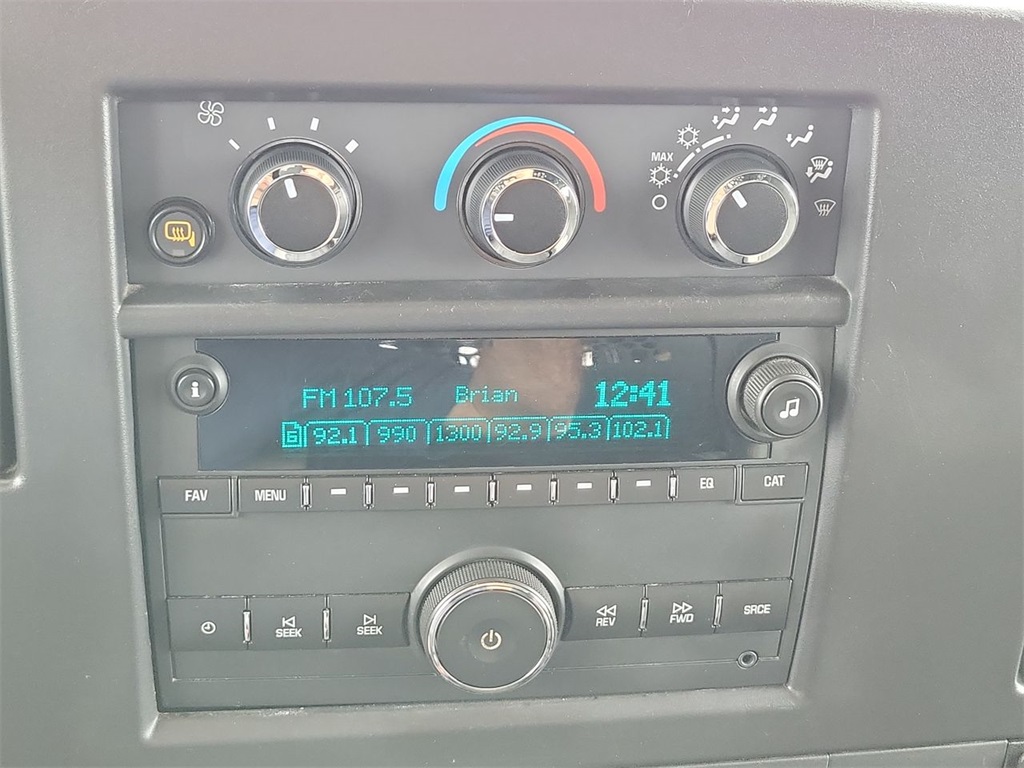 MAX
i
FM 107.5 Brian 12:41
6 92.1 990 1300 92.9 95.3 102.1
FAV MENU EQ CAT
SEEK SEEK REV FWD SRCE